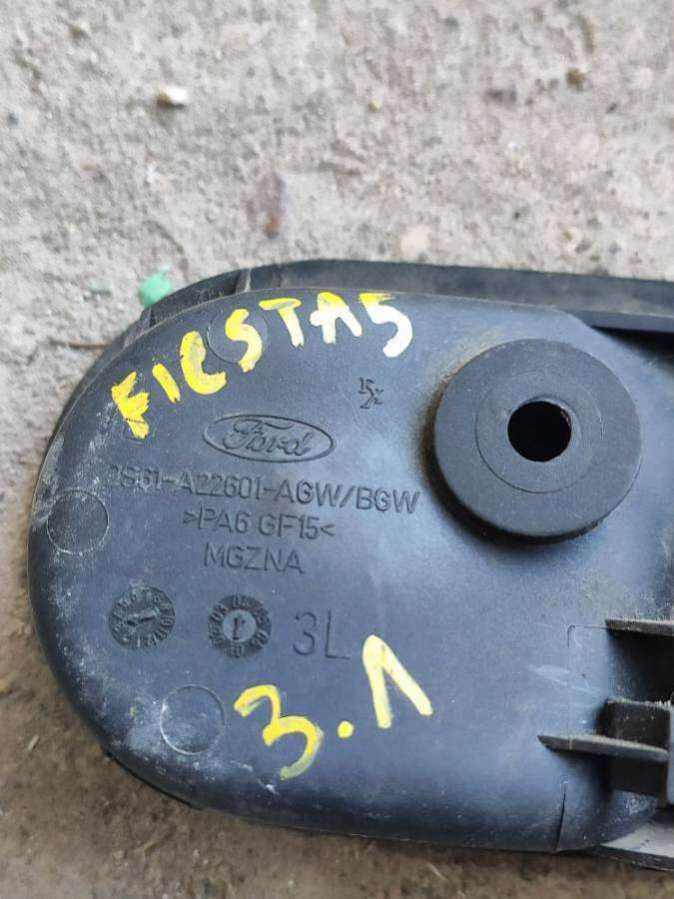 FIESTA5
Ford
2S61-A22601-AGW/BGW
>PA6 GF15<
MGZNA
3L
3.1